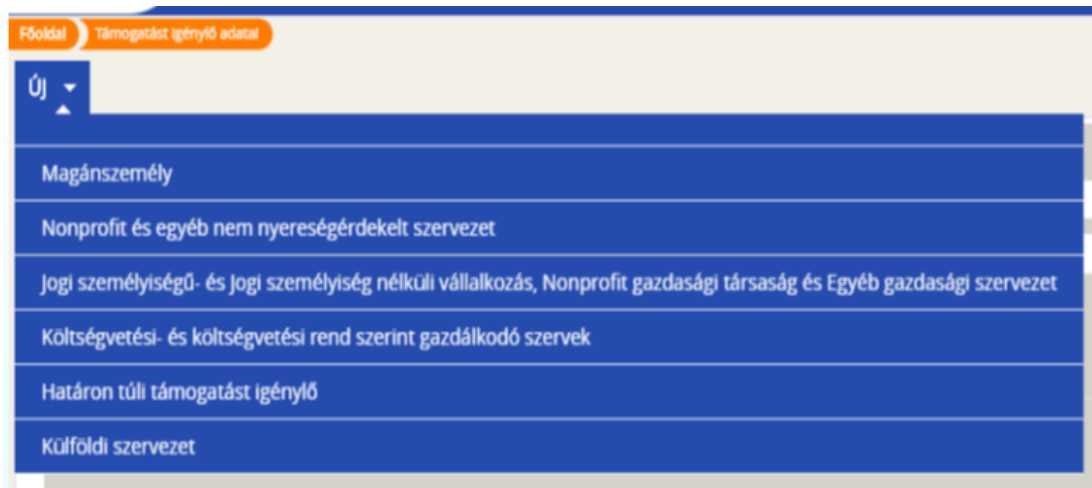 Főoldal Támogatást igénylő adatai
Új
Magánszemély
Nonprofit és egyéb nem nyereségérdekelt szervezet
Jogi személyiségű- és Jogi személyiség nélküli vállalkozás, Nonprofit gazdasági társaság és Egyéb gazdasági szervezet
Költségvetési- és költségvetési rend szerint gazdálkodó szervek
Határon túli támogatást igénylő
Külföldi szervezet